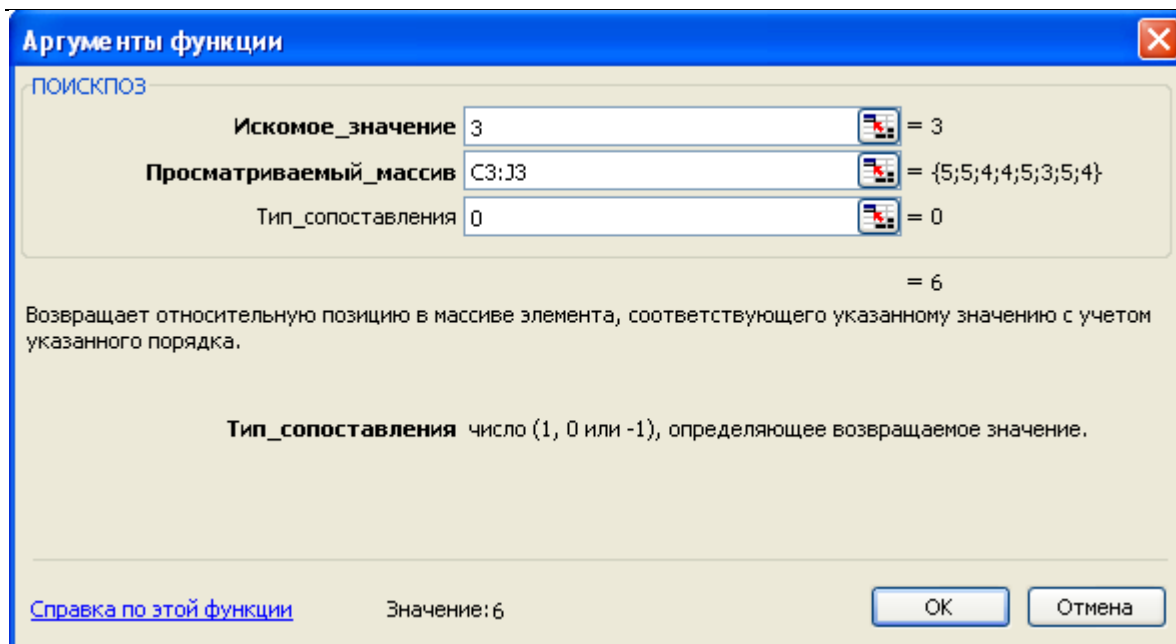 Аргументы функции
ПОИСКПОЗ
Искомое_значение 3 = 3
Просматриваемый_массив C3:J3 = {5;5;4;4;5;3;5;4}
Тип_сопоставления 0 = 0
= 6
Возвращает относительную позицию в массиве элемента, соответствующего указанному значению с учетом
указанного порядка.
Тип_сопоставления число (1, 0 или -1), определяющее возвращаемое значение.
Справка по этой функции Значение:6 ОК Отмена